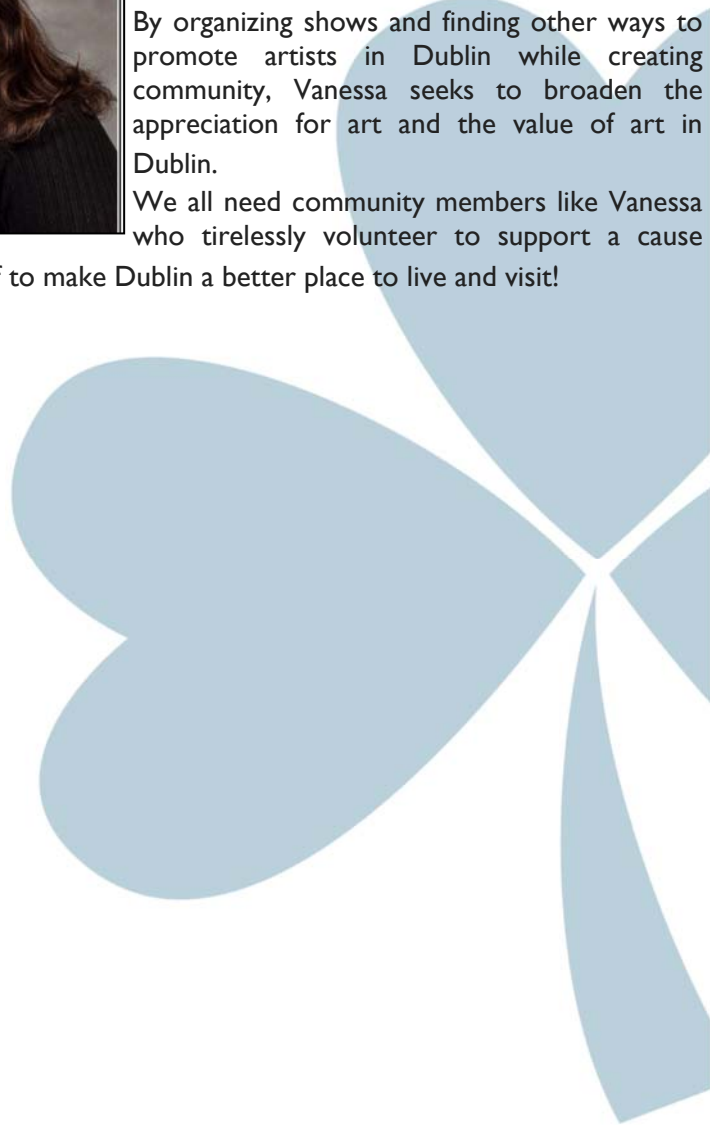 By organizing shows and finding other ways to
promote artists in Dublin while creating
community, Vanessa seeks to broaden the
appreciation for art and the value of art in
Dublin.
We all need community members like Vanessa
who tirelessly volunteer to support a cause
to make Dublin a better place to live and visit!